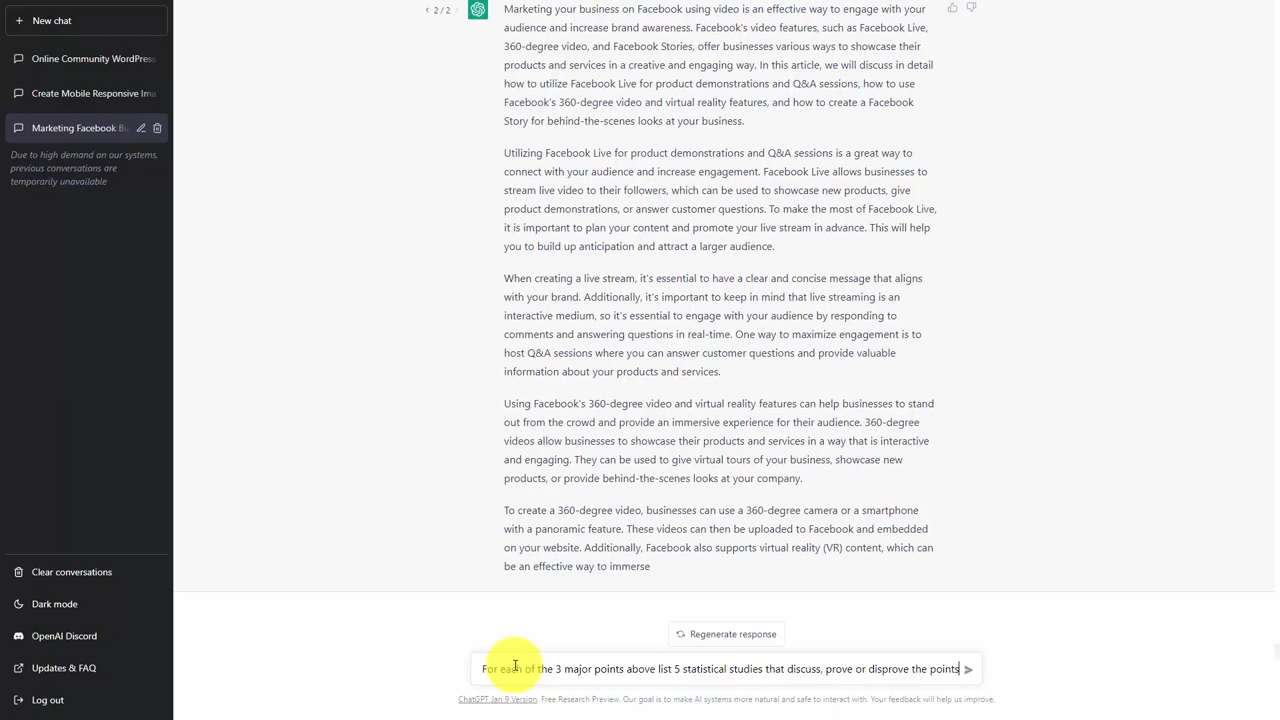 New chat
Online Community WordPress
Create Mobile Responsive Ima
Marketing Facebook Bu
Due to high demand on our systems,
previous conversations are
temporarily unavailable
Clear conversations
Dark mode
OpenAI Discord
Updates & FAQ
Log out
< 2 / 2 >
Marketing your business on Facebook using video is an effective way to engage with your
audience and increase brand awareness. Facebook's video features, such as Facebook Live,
360-degree video, and Facebook Stories, offer businesses various ways to showcase their
products and services in a creative and engaging way. In this article, we will discuss in detail
how to utilize Facebook Live for product demonstrations and Q&A sessions, how to use
Facebook's 360-degree video and virtual reality features, and how to create a Facebook
Story for behind-the-scenes looks at your business.
Utilizing Facebook Live for product demonstrations and Q&A sessions is a great way to
connect with your audience and increase engagement. Facebook Live allows businesses to
stream live video to their followers, which can be used to showcase new products, give
product demonstrations, or answer customer questions. To make the most of Facebook Live,
it is important to plan your content and promote your live stream in advance. This will help
you to build up anticipation and attract a larger audience.
When creating a live stream, it's essential to have a clear and concise message that aligns
with your brand. Additionally, it's important to keep in mind that live streaming is an
interactive medium, so it's essential to engage with your audience by responding to
comments and answering questions in real-time. One way to maximize engagement is to
host Q&A sessions where you can answer customer questions and provide valuable
information about your products and services.
Using Facebook's 360-degree video and virtual reality features can help businesses to stand
out from the crowd and provide an immersive experience for their audience. 360-degree
videos allow businesses to showcase their products and services in a way that is interactive
and engaging. They can be used to give virtual tours of your business, showcase new
products, or provide behind-the-scenes looks at your company.
To create a 360-degree video, businesses can use a 360-degree camera or a smartphone
with a panoramic feature. These videos can then be uploaded to Facebook and embedded
on your website. Additionally, Facebook also supports virtual reality (VR) content, which can
be an effective way to immerse
Regenerate response
For each of the 3 major points above list 5 statistical studies that discuss, prove or disprove the points
ChatGPT Jan 9 Version. Free Research Preview. Our goal is to make AI systems more natural and safe to interact with. Your feedback will help us improve.